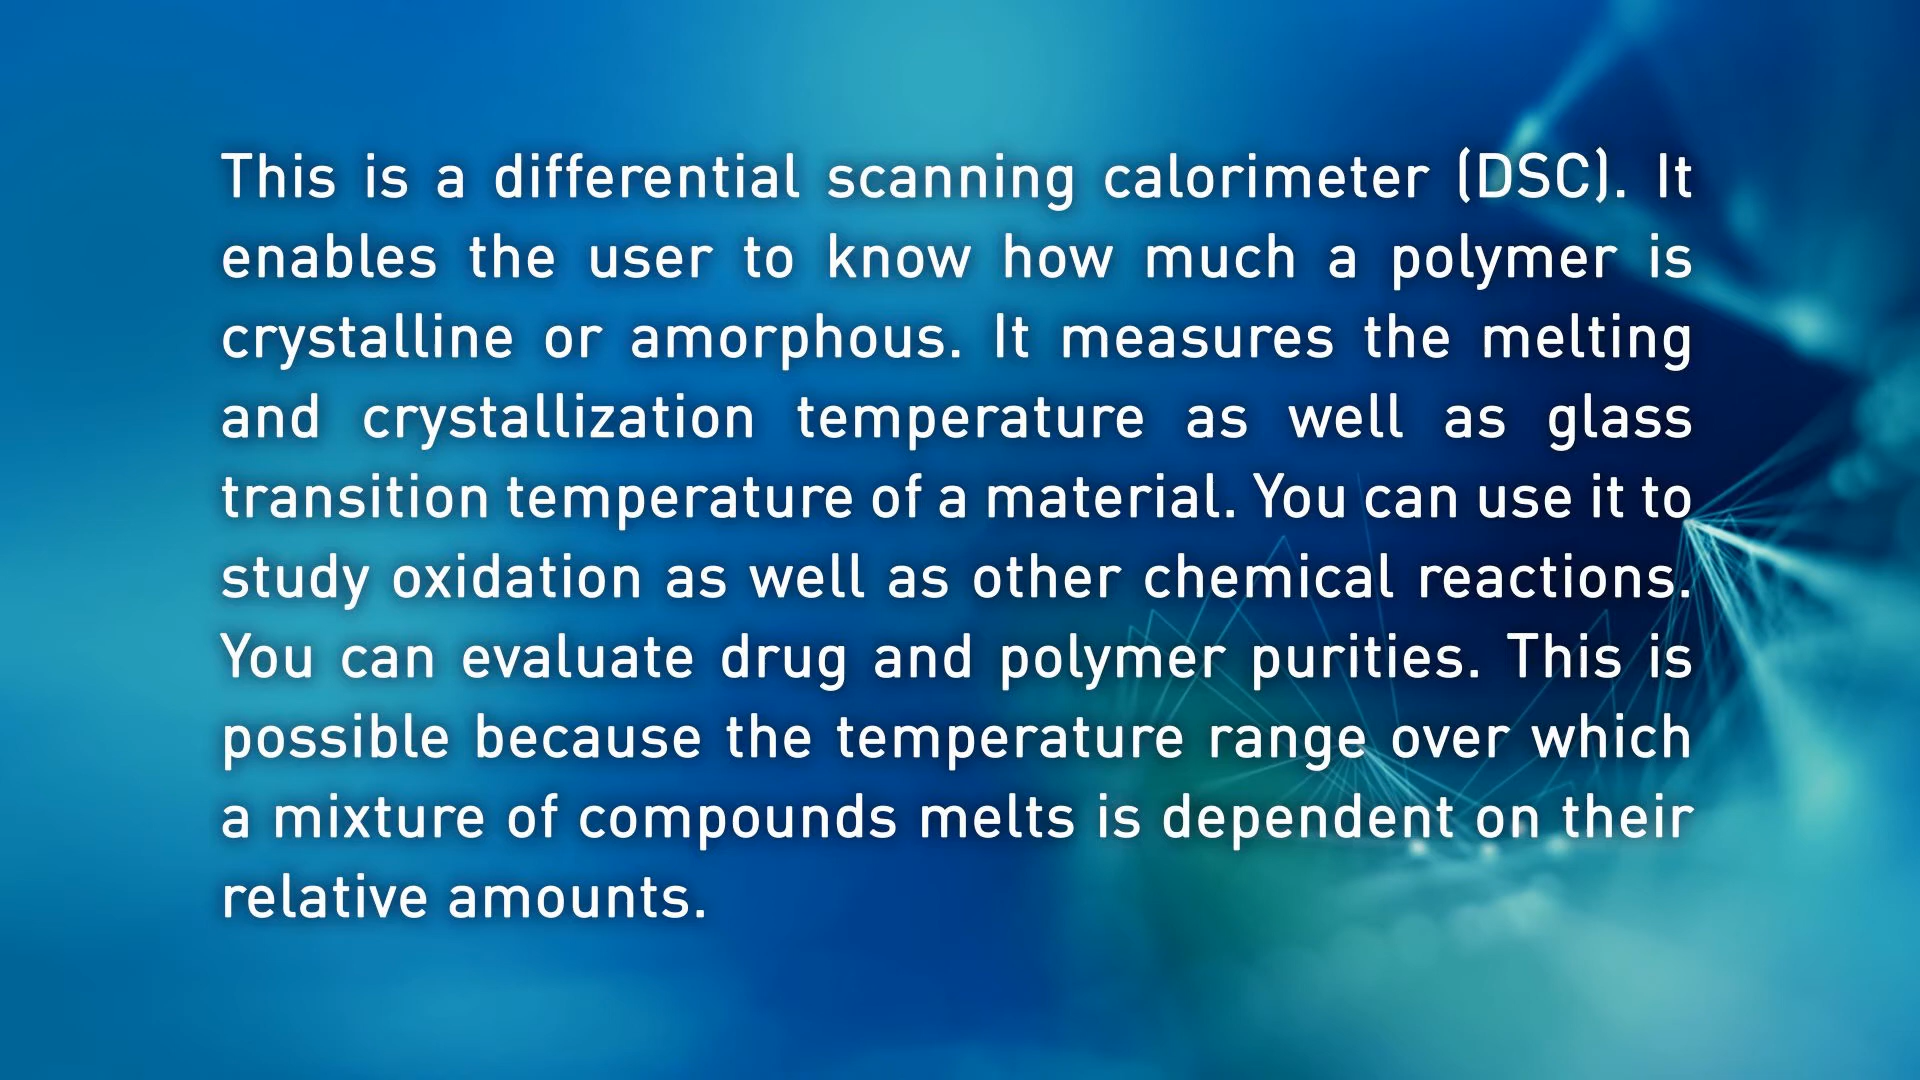 This is a differential scanning calorimeter (DSC). It
enables the user to know how much a polymer is
crystalline or amorphous. It measures the melting
and crystallization temperature as well as glass
transition temperature of a material. You can use it to
study oxidation as well as other chemical reactions.
You can evaluate drug and polymer purities. This is
possible because the temperature range over which
a mixture of compounds melts is dependent on their
relative amounts.